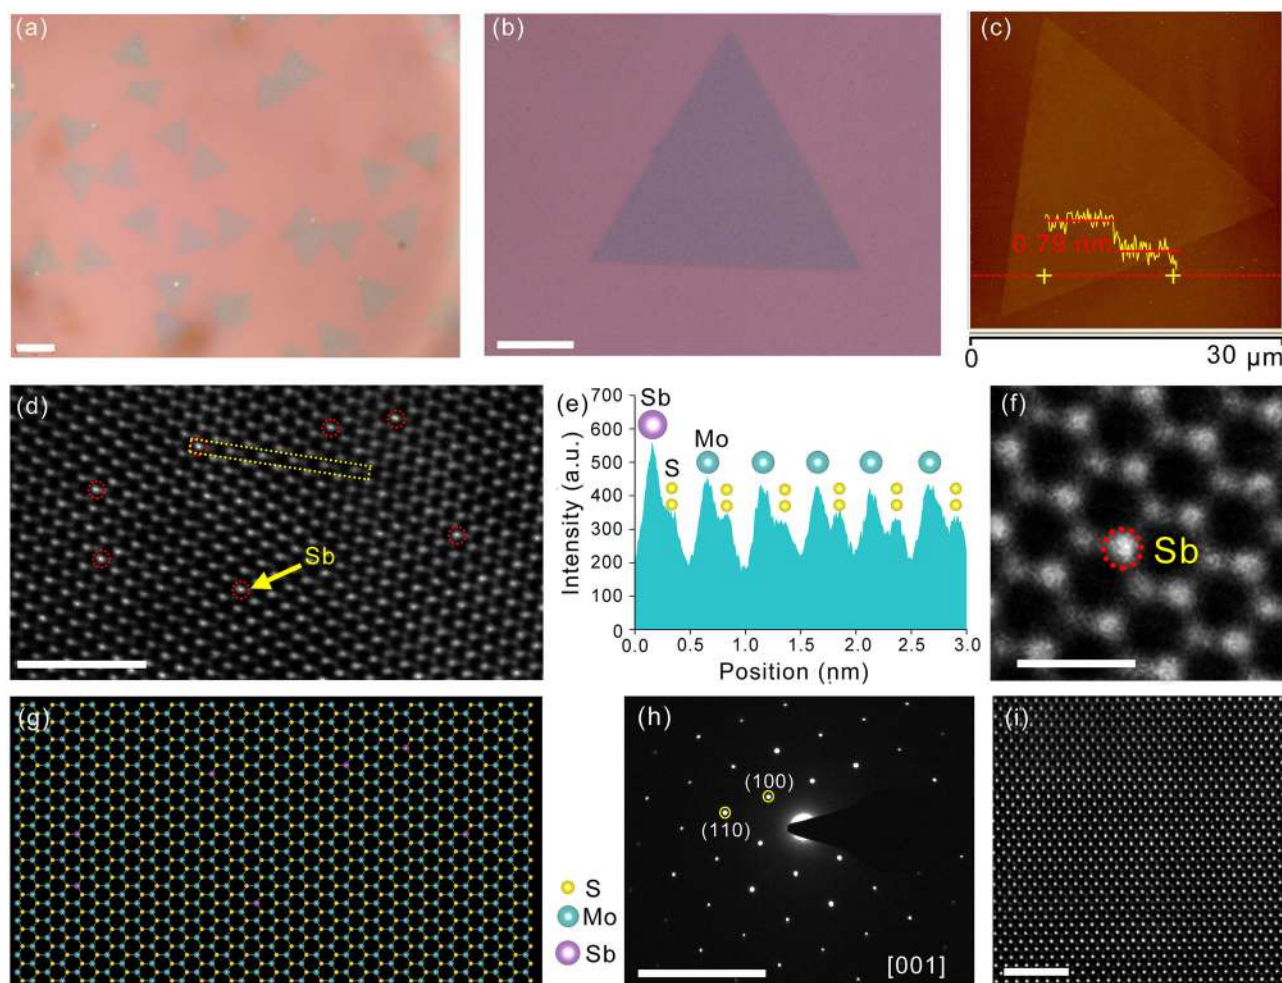 (a)
(b)
(c)
0.79 nm
0
30 µm
(d)
Sb
(e)
Sb
Mo
S
Intensity (a.u.)
700
600
500
400
300
200
100
0
0.0 0.5 1.0 1.5 2.0 2.5 3.0
Position (nm)
(f)
Sb
(g)
S
Mo
Sb
(h)
(100)
(110)
[001]
(i)